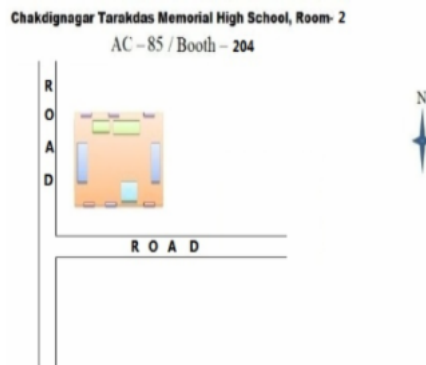 Chakdignagar Tarakdas Memorial High School, Room- 2
AC – 85 / Booth – 204
N
R
O
A
D
R O A D